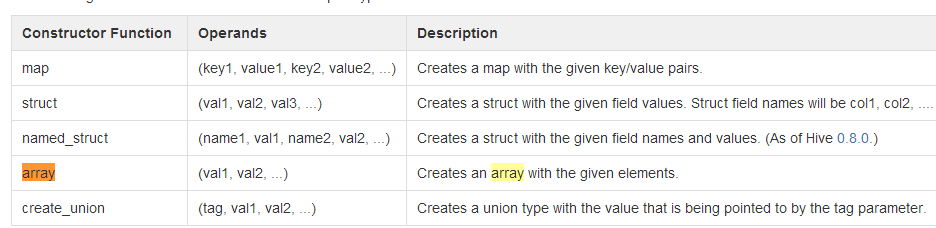 Constructor Function Operands Description
map (key1, value1, key2, value2, ...) Creates a map with the given key/value pairs.
struct (val1, val2, val3, ...) Creates a struct with the given field values. Struct field names will be col1, col2, ....
named_struct (name1, val1, name2, val2, ...) Creates a struct with the given field names and values. (As of Hive 0.8.0.)
array (val1, val2, ...) Creates an array with the given elements.
create_union (tag, val1, val2, ...) Creates a union type with the value that is being pointed to by the tag parameter.